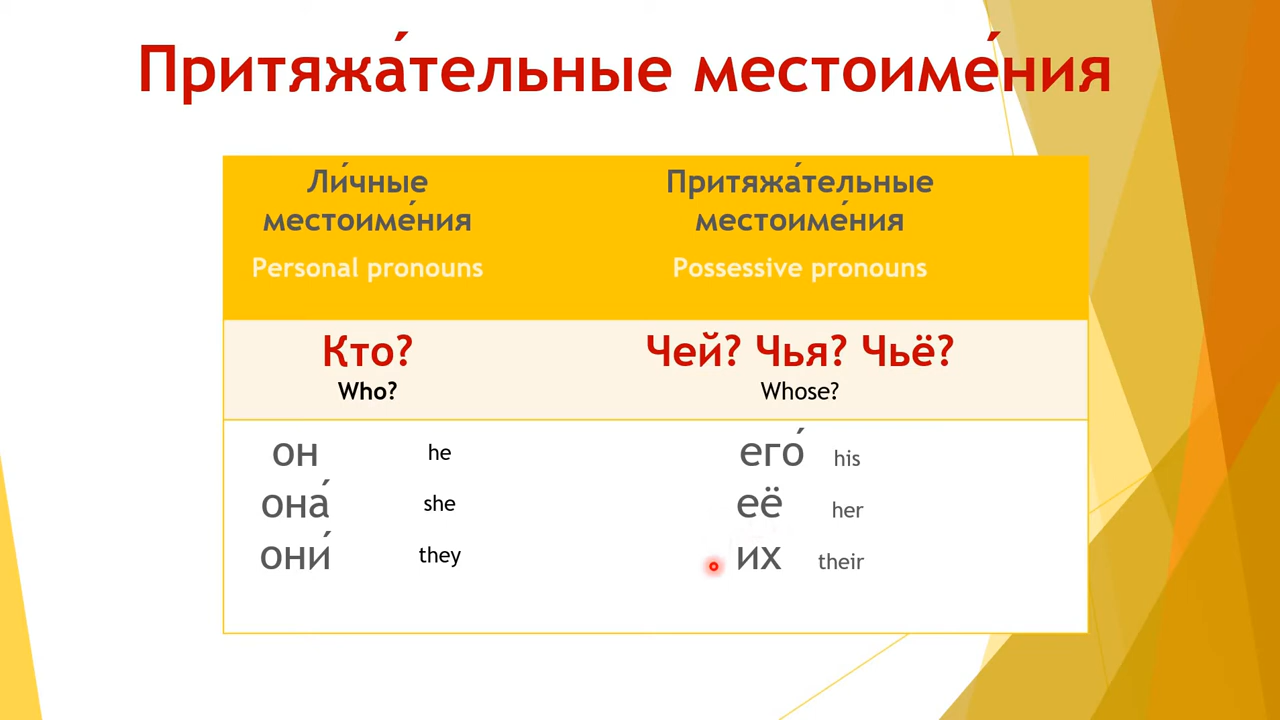 Притяжа́тельные местоиме́ния
Ли́чные
местоиме́ния
Personal pronouns
Притяжа́тельные
местоиме́ния
Possessive pronouns
Кто?
Who?
Чей? Чья? Чьё?
Whose?
он he его́ his
она́ she её her
они́ they их their